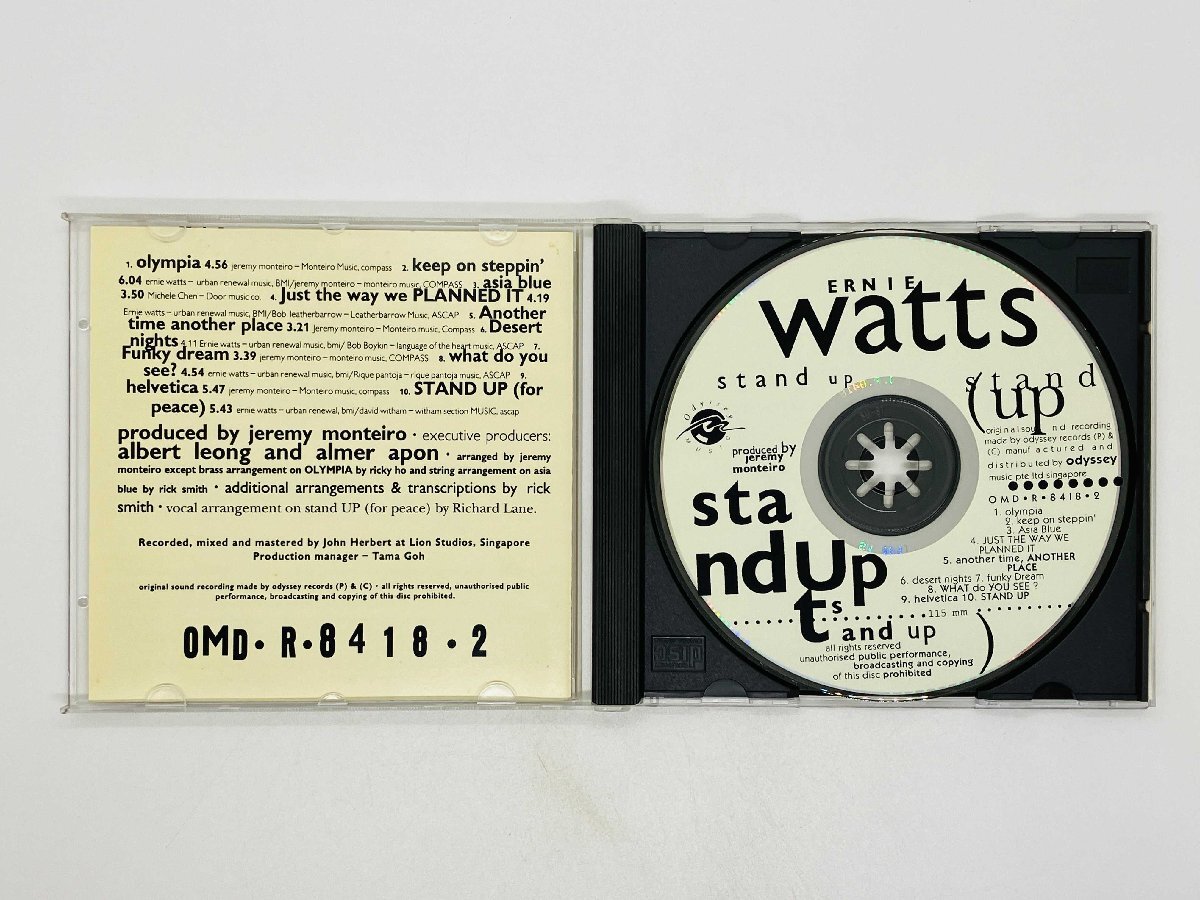 1. olympia 4.56 jeremy monteiro – Monteiro Music, compass 2. keep on steppin'
6.04 ernie watts – urban renewal music, BMI/jeremy monteiro – monteiro music, COMPASS 3. asia blue
3.50 Michele Chen – Door music co. 4. Just the way we PLANNED IT 4.19
Ernie watts – urban renewal music, BMI/Bob leatherbarrow – Leatherbarrow Music, ASCAP 5. Another
time another place 3.21 Jeremy monteiro – Monteiro music, Compass 6. Desert
nights 4.11 Ernie watts – urban renewal music, bmi/ Bob Boykin – language of the heart music, ASCAP 7.
Funky dream 3.39 jeremy monteiro – monteiro music, COMPASS 8. what do you
see? 4.54 ernie watts – urban renewal music, bmi/Rique pantoja – rique pantoja music, ASCAP 9.
helvetica 5.47 jeremy monteiro – Monteiro music, compass 10. STAND UP (for
peace) 5.43 ernie watts – urban renewal, bmi/david witham – witham section MUSIC, ascap
produced by jeremy monteiro · executive producers:
albert leong and almer apon · arranged by jeremy
monteiro except brass arrangement on OLYMPIA by ricky ho and string arrangement on asia
blue by rick smith · additional arrangements & transcriptions by rick
smith · vocal arrangement on stand UP (for peace) by Richard Lane.
Recorded, mixed and mastered by John Herbert at Lion Studios, Singapore
Production manager – Tama Goh
original sound recording made by odyssey records (P) & (C) · all rights reserved, unauthorised public
performance, broadcasting and copying of this disc prohibited.
OMD · R · 8418 · 2
ERNIE
watts
stand up
stand
(up
Odyssey
MUSIC
original sound recording
made by odyssey records (P) &
(C) manufactured and
distributed by odyssey
music pte ltd singapore
produced by
jeremy
monteiro
OMD · R · 8418 · 2
1. olympia
2. keep on steppin'
3. Asia Blue
4. JUST THE WAY WE
PLANNED IT
5. another time, ANOTHER
PLACE
6. desert nights 7. funky Dream
8. WHAT do YOU SEE ?
9. helvetica 10. STAND UP
sta
ndUp
115 mm
ts
and up
)
all rights reserved
unauthorised public performance,
broadcasting and copying
of this disc prohibited